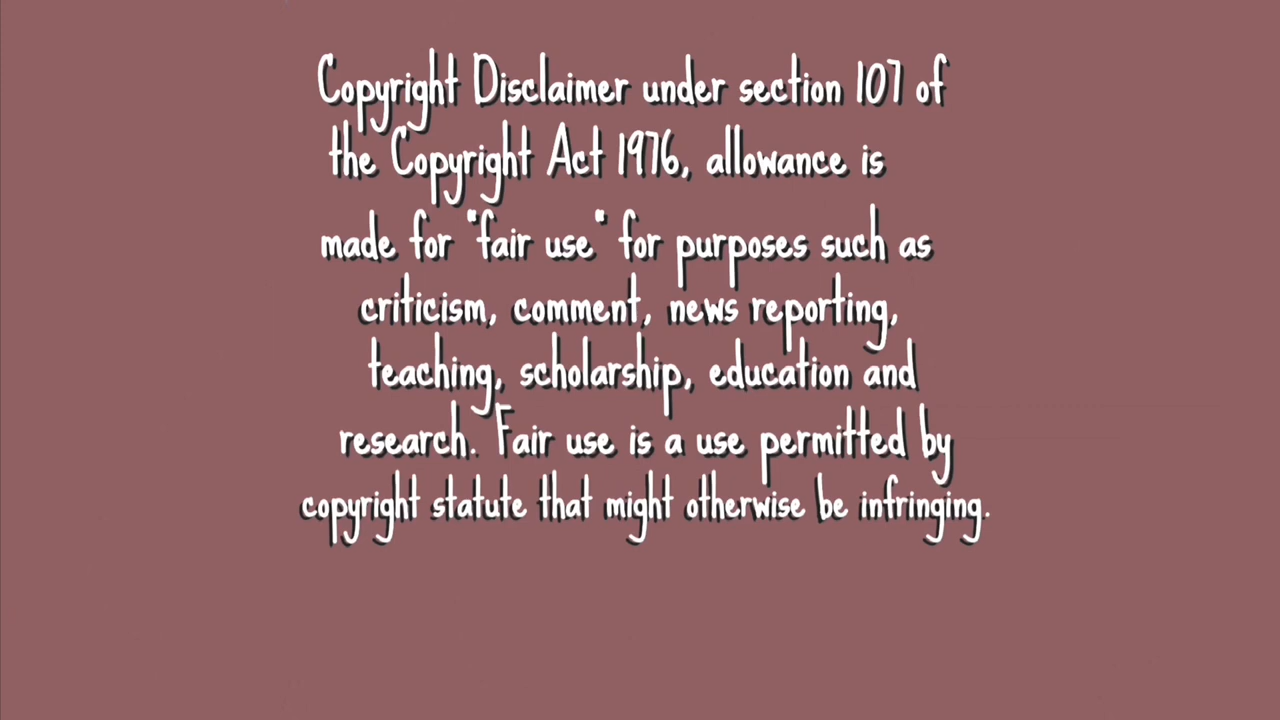 Copyright Disclaimer under section 107 of
the Copyright Act 1976, allowance is
made for "fair use" for purposes such as
criticism, comment, news reporting,
teaching, scholarship, education and
research. Fair use is a use permitted by
copyright statute that might otherwise be infringing.